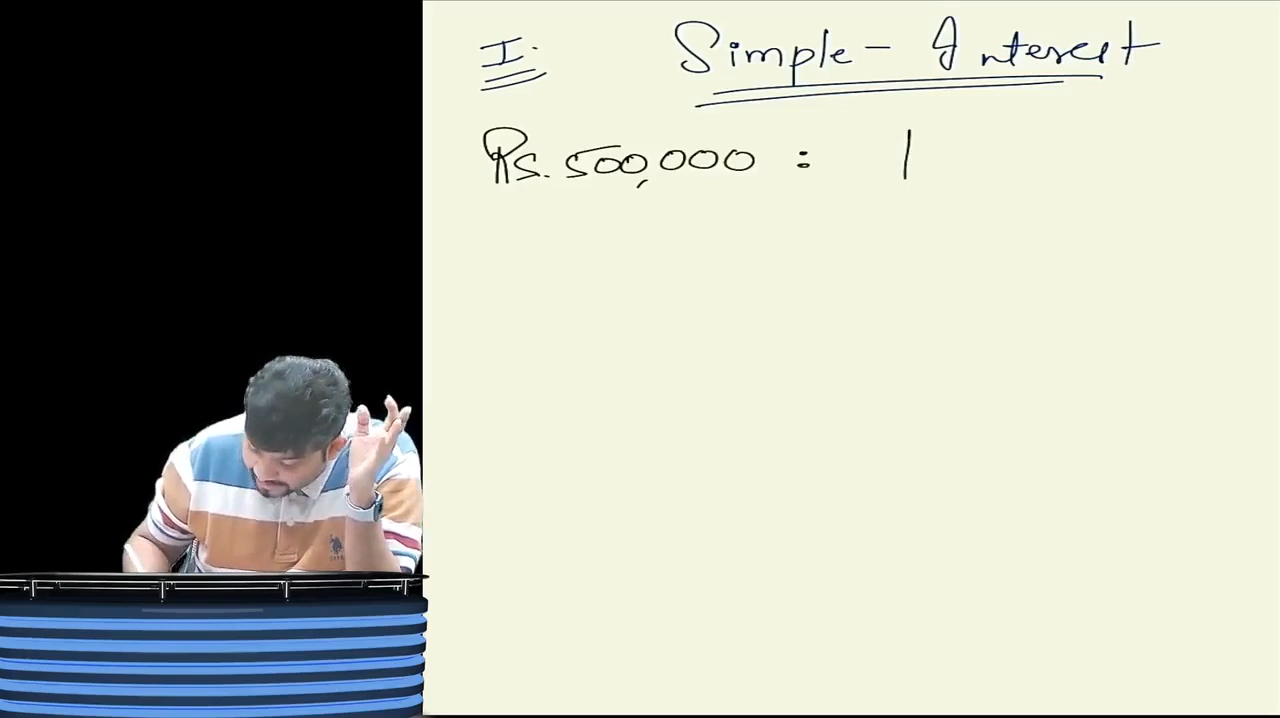 I. Simple - Interest
Rs. 500,000 : 1